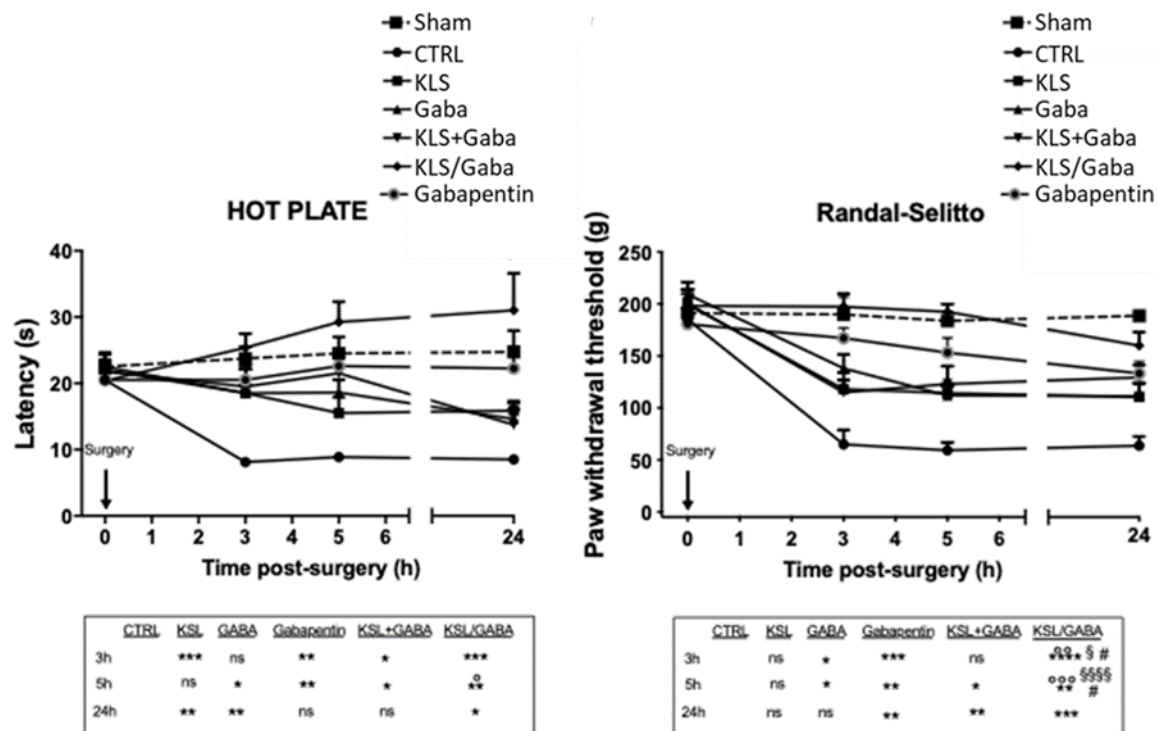 Sham
CTRL
KLS
Gaba
KLS+Gaba
KLS/Gaba
Gabapentin
HOT PLATE
Latency (s)
40
30
20
10
0
Surgery
0 1 2 3 4 5 6 24
Time post-surgery (h)
CTRL KSL GABA Gabapentin KSL+GABA KSL/GABA
3h *** ns ** * ***
5h ns * ** * ° **
24h ** ** ns ns *
Sham
CTRL
KLS
Gaba
KLS+Gaba
KLS/Gaba
Gabapentin
Randal-Selitto
Paw withdrawal threshold (g)
250
200
150
100
50
0
Surgery
0 1 2 3 4 5 6 24
Time post-surgery (h)
CTRL KSL GABA Gabapentin KSL+GABA KSL/GABA
3h ns * *** ns °° **** § #
5h ns * ** * °°° ** §§§§ #
24h ns ns ** ** ***